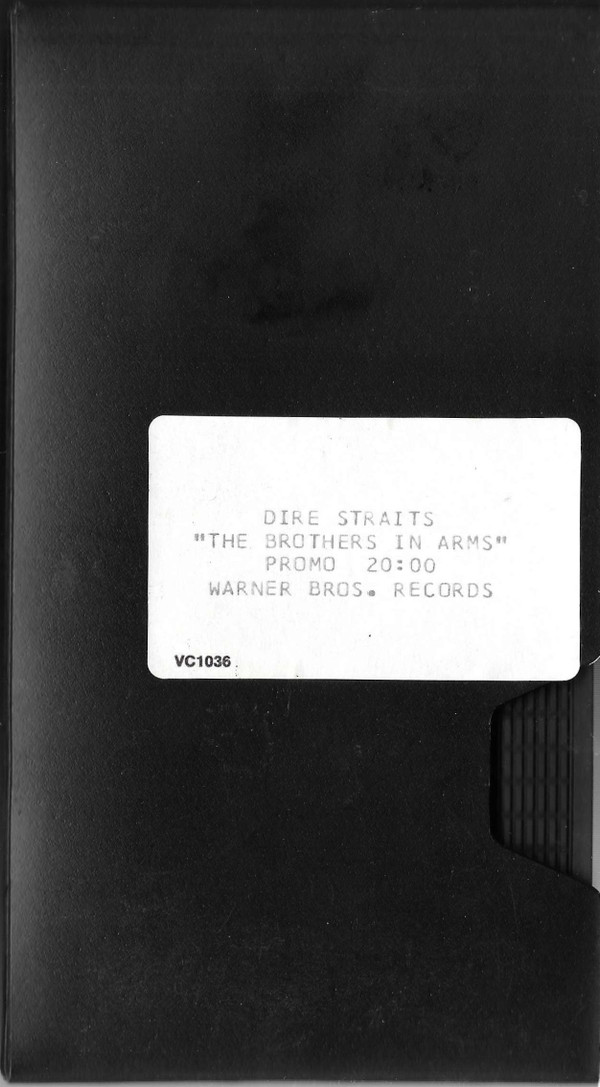 DIRE STRAITS
"THE BROTHERS IN ARMS"
PROMO 20:00
WARNER BROS. RECORDS
VC1036